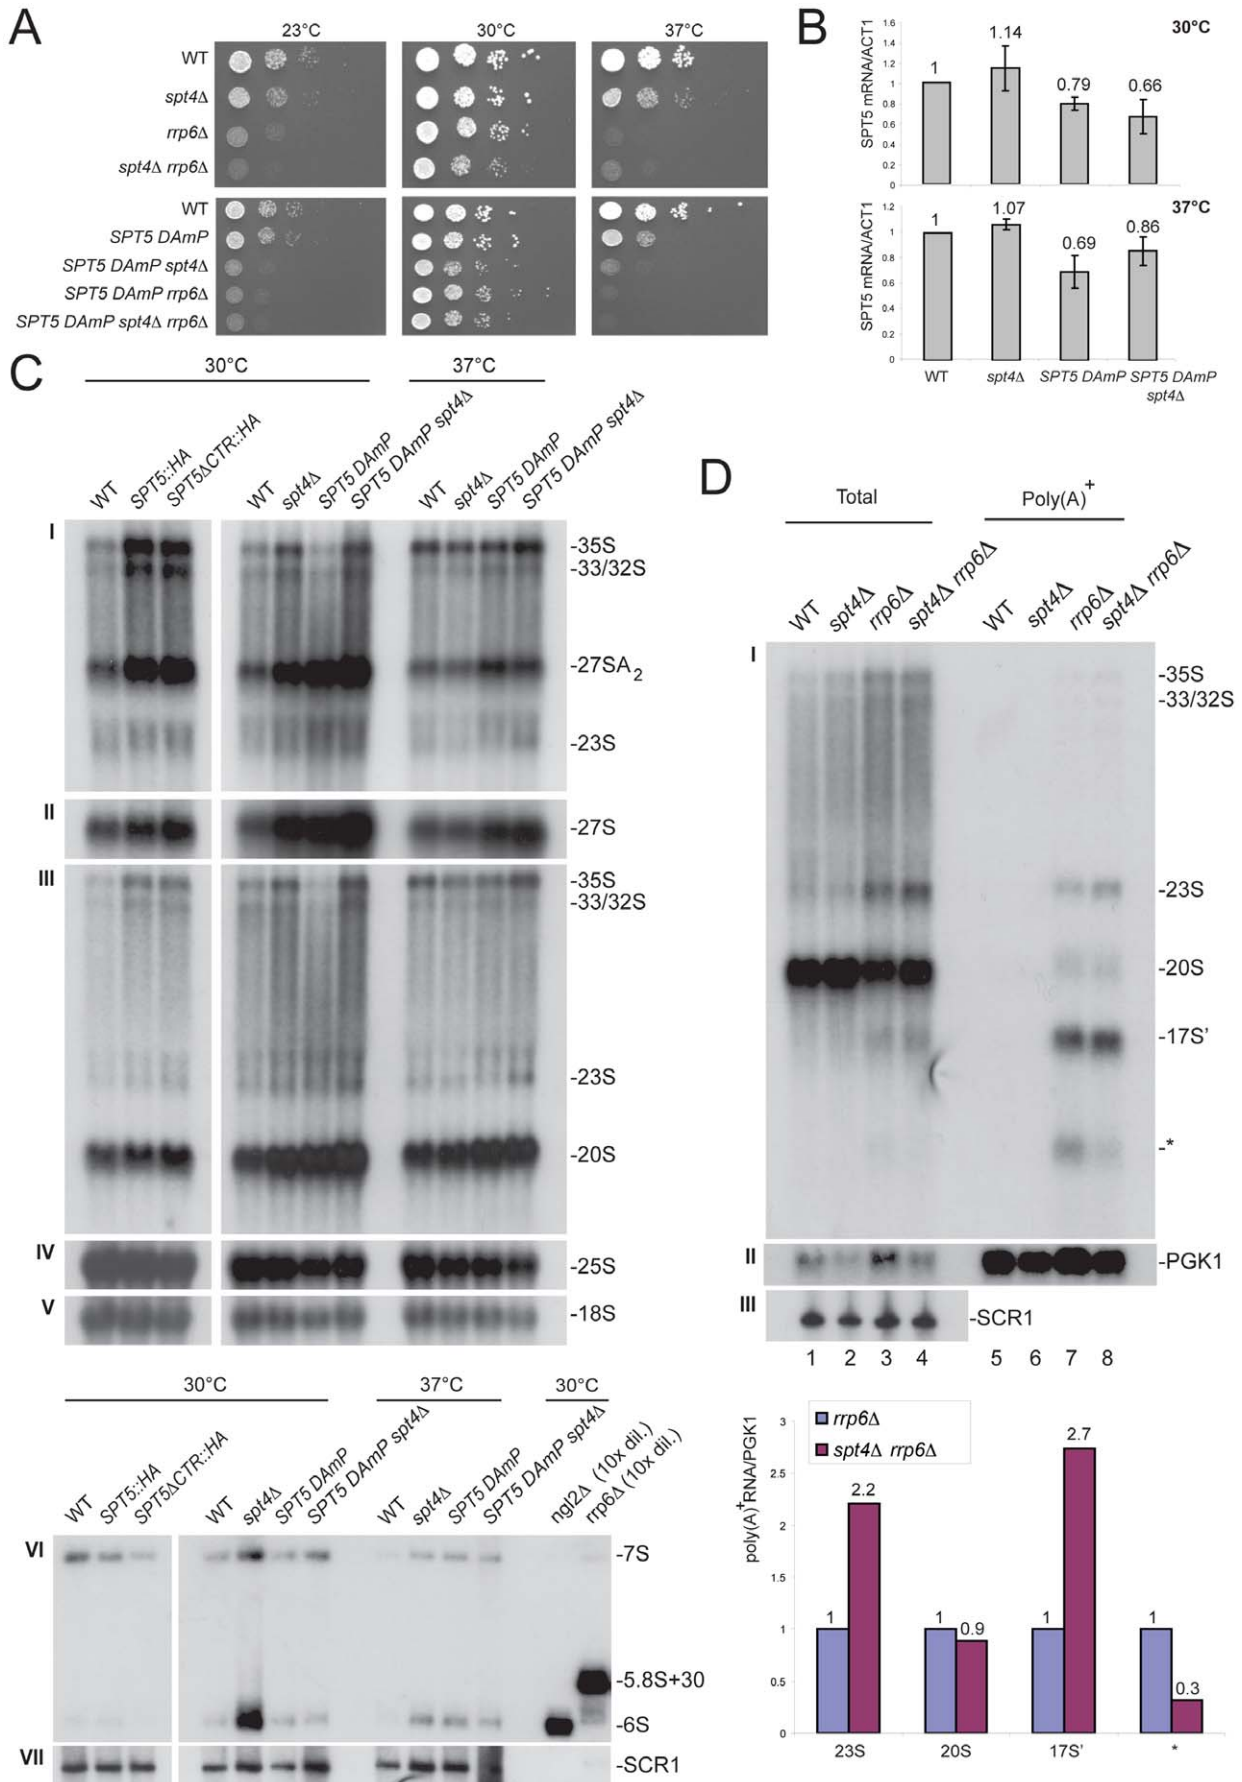 A
23°C
30°C
37°C
WT
spt4Δ
rrp6Δ
spt4Δ rrp6Δ
WT
SPT5 DAmP
SPT5 DAmP spt4Δ
SPT5 DAmP rrp6Δ
SPT5 DAmP spt4Δ rrp6Δ
B
30°C
SPT5 mRNA/ACT1
1.6
1.4
1.2
1
0.8
0.6
0.4
0.2
0
1
1.14
0.79
0.66
37°C
SPT5 mRNA/ACT1
1.2
1
0.8
0.6
0.4
0.2
0
1
1.07
0.69
0.86
WT
spt4Δ
SPT5 DAmP
SPT5 DAmP
spt4Δ
C
30°C
37°C
WT
SPT5::HA
SPT5ΔCTR::HA
WT
spt4Δ
SPT5 DAmP
SPT5 DAmP spt4Δ
WT
spt4Δ
SPT5 DAmP
SPT5 DAmP spt4Δ
I
-35S
-33/32S
-27SA2
-23S
II
-27S
III
-35S
-33/32S
-23S
-20S
IV
-25S
V
-18S
30°C
37°C
30°C
WT
SPT5::HA
SPT5ΔCTR::HA
WT
spt4Δ
SPT5 DAmP
SPT5 DAmP spt4Δ
WT
spt4Δ
SPT5 DAmP
SPT5 DAmP spt4Δ
ngl2Δ (10x dil.)
rrp6Δ (10x dil.)
VI
-7S
-5.8S+30
-6S
VII
-SCR1
D
Total
Poly(A)+
WT
spt4Δ
rrp6Δ
spt4Δ rrp6Δ
WT
spt4Δ
rrp6Δ
spt4Δ rrp6Δ
I
-35S
-33/32S
-23S
-20S
-17S'
-*
II
-PGK1
III
-SCR1
1 2 3 4 5 6 7 8
rrp6Δ
spt4Δ rrp6Δ
poly(A)+RNA/PGK1
3
2.5
2
1.5
1
0.5
0
1
2.2
1
0.9
1
2.7
1
0.3
23S
20S
17S'
*